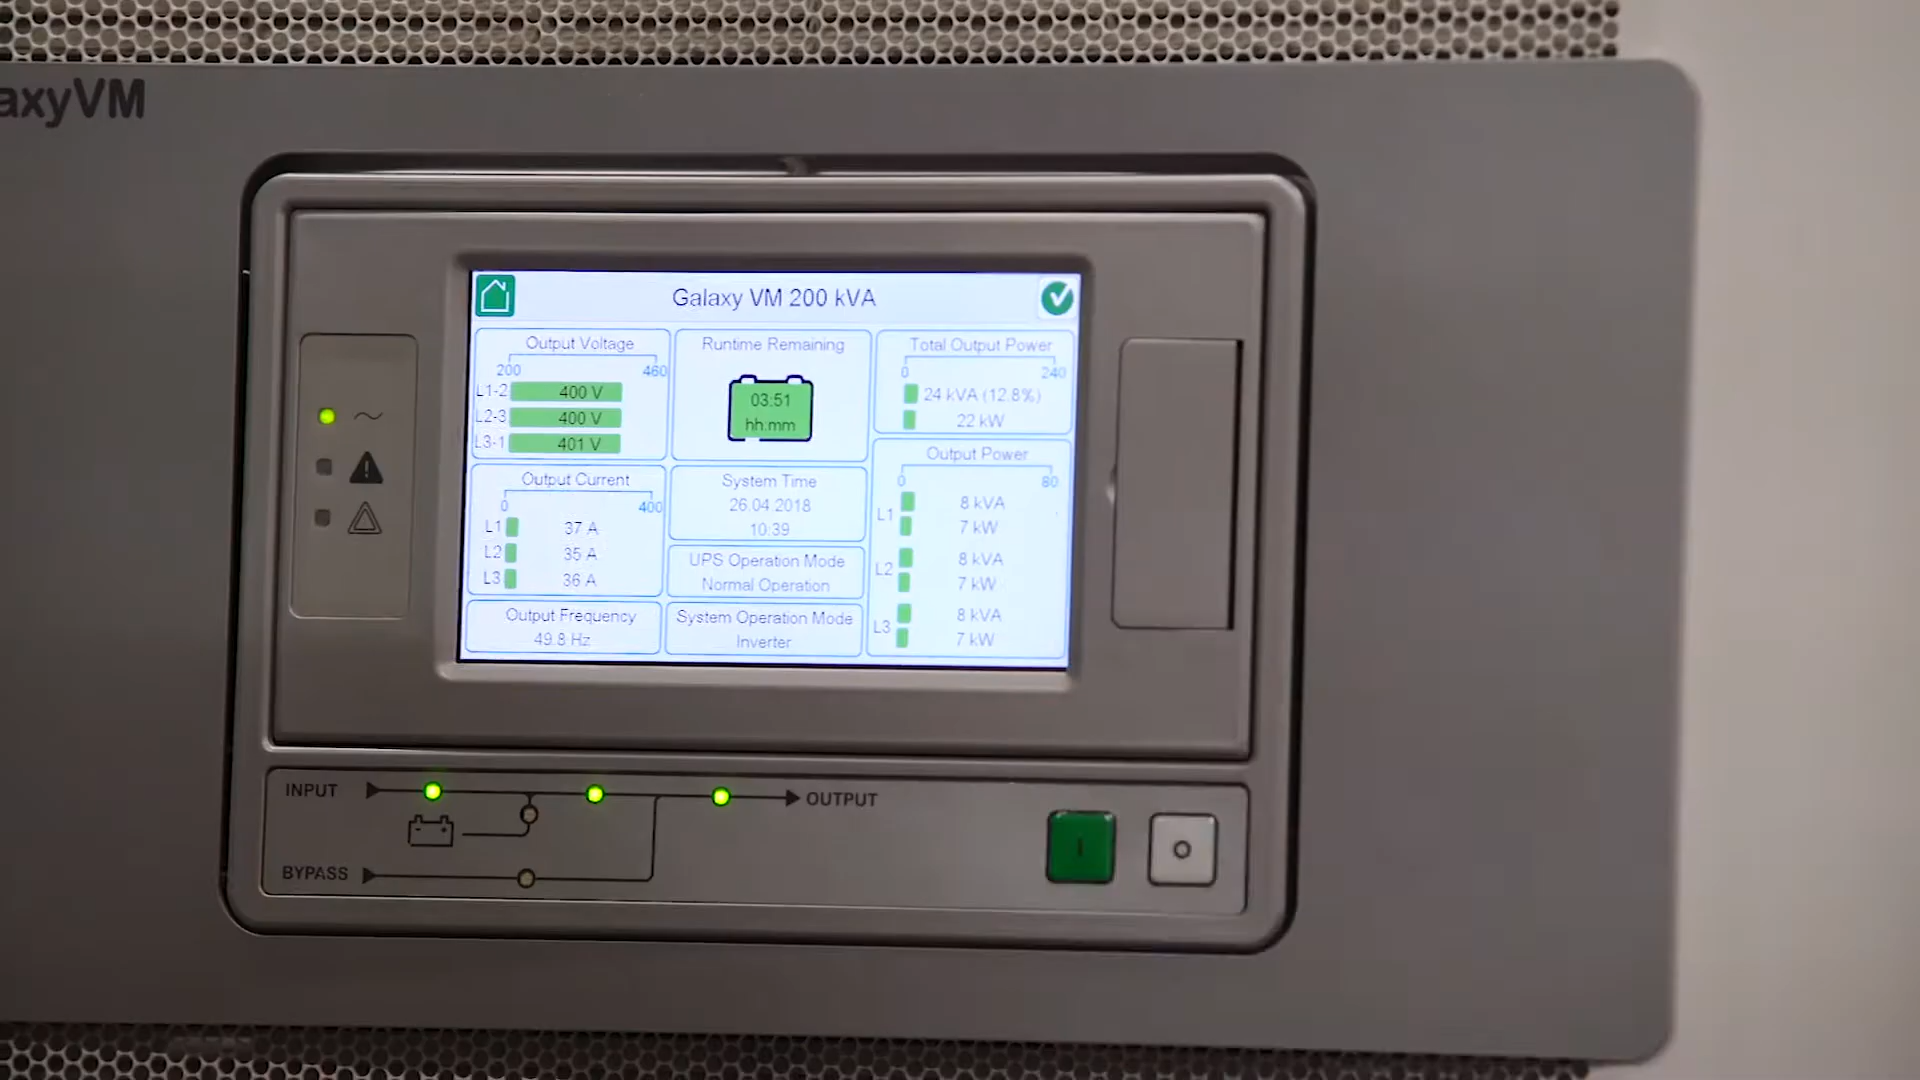 axyVM
Galaxy VM 200 kVA
Output Voltage
200 460
L1-2 400 V
L2-3 400 V
L3-1 401 V
Output Current
0 400
L1 37 A
L2 35 A
L3 36 A
Output Frequency
49.8 Hz
Runtime Remaining
03:51
hh:mm
System Time
26.04.2018
10:39
UPS Operation Mode
Normal Operation
System Operation Mode
Inverter
Total Output Power
0 240
24 kVA (12.8%)
22 kW
Output Power
0 80
L1 8 kVA
7 kW
L2 8 kVA
7 kW
L3 8 kVA
7 kW
INPUT
OUTPUT
BYPASS